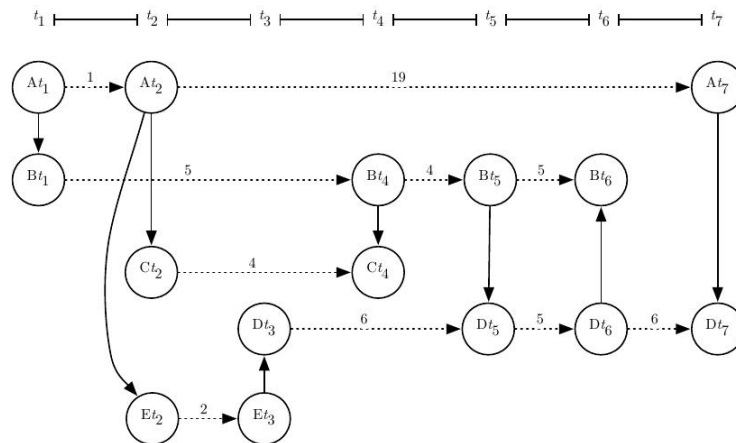 t₁ t₂ t₃ t₄ t₅ t₆ t₇
At₁ 1 At₂ 19 At₇
Bt₁ 5 Bt₄ 4 Bt₅ 5 Bt₆
Ct₂ 4 Ct₄
Dt₃ 6 Dt₅ 5 Dt₆ 6 Dt₇
Et₂ 2 Et₃